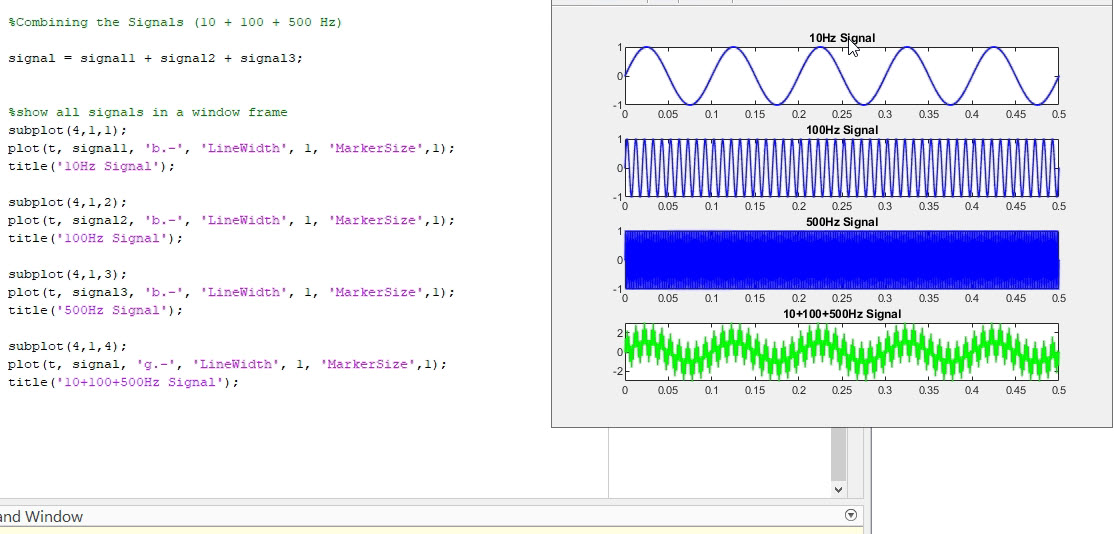 %Combining the Signals (10 + 100 + 500 Hz)
signal = signal1 + signal2 + signal3;
%show all signals in a window frame
subplot(4,1,1);
plot(t, signal1, 'b.-', 'LineWidth', 1, 'MarkerSize',1);
title('10Hz Signal');
subplot(4,1,2);
plot(t, signal2, 'b.-', 'LineWidth', 1, 'MarkerSize',1);
title('100Hz Signal');
subplot(4,1,3);
plot(t, signal3, 'b.-', 'LineWidth', 1, 'MarkerSize',1);
title('500Hz Signal');
subplot(4,1,4);
plot(t, signal, 'g.-', 'LineWidth', 1, 'MarkerSize',1);
title('10+100+500Hz Signal');
and Window
10Hz Signal
1
0
-1
0 0.05 0.1 0.15 0.2 0.25 0.3 0.35 0.4 0.45 0.5
100Hz Signal
1
0
-1
0 0.05 0.1 0.15 0.2 0.25 0.3 0.35 0.4 0.45 0.5
500Hz Signal
1
0
-1
0 0.05 0.1 0.15 0.2 0.25 0.3 0.35 0.4 0.45 0.5
10+100+500Hz Signal
2
0
-2
0 0.05 0.1 0.15 0.2 0.25 0.3 0.35 0.4 0.45 0.5